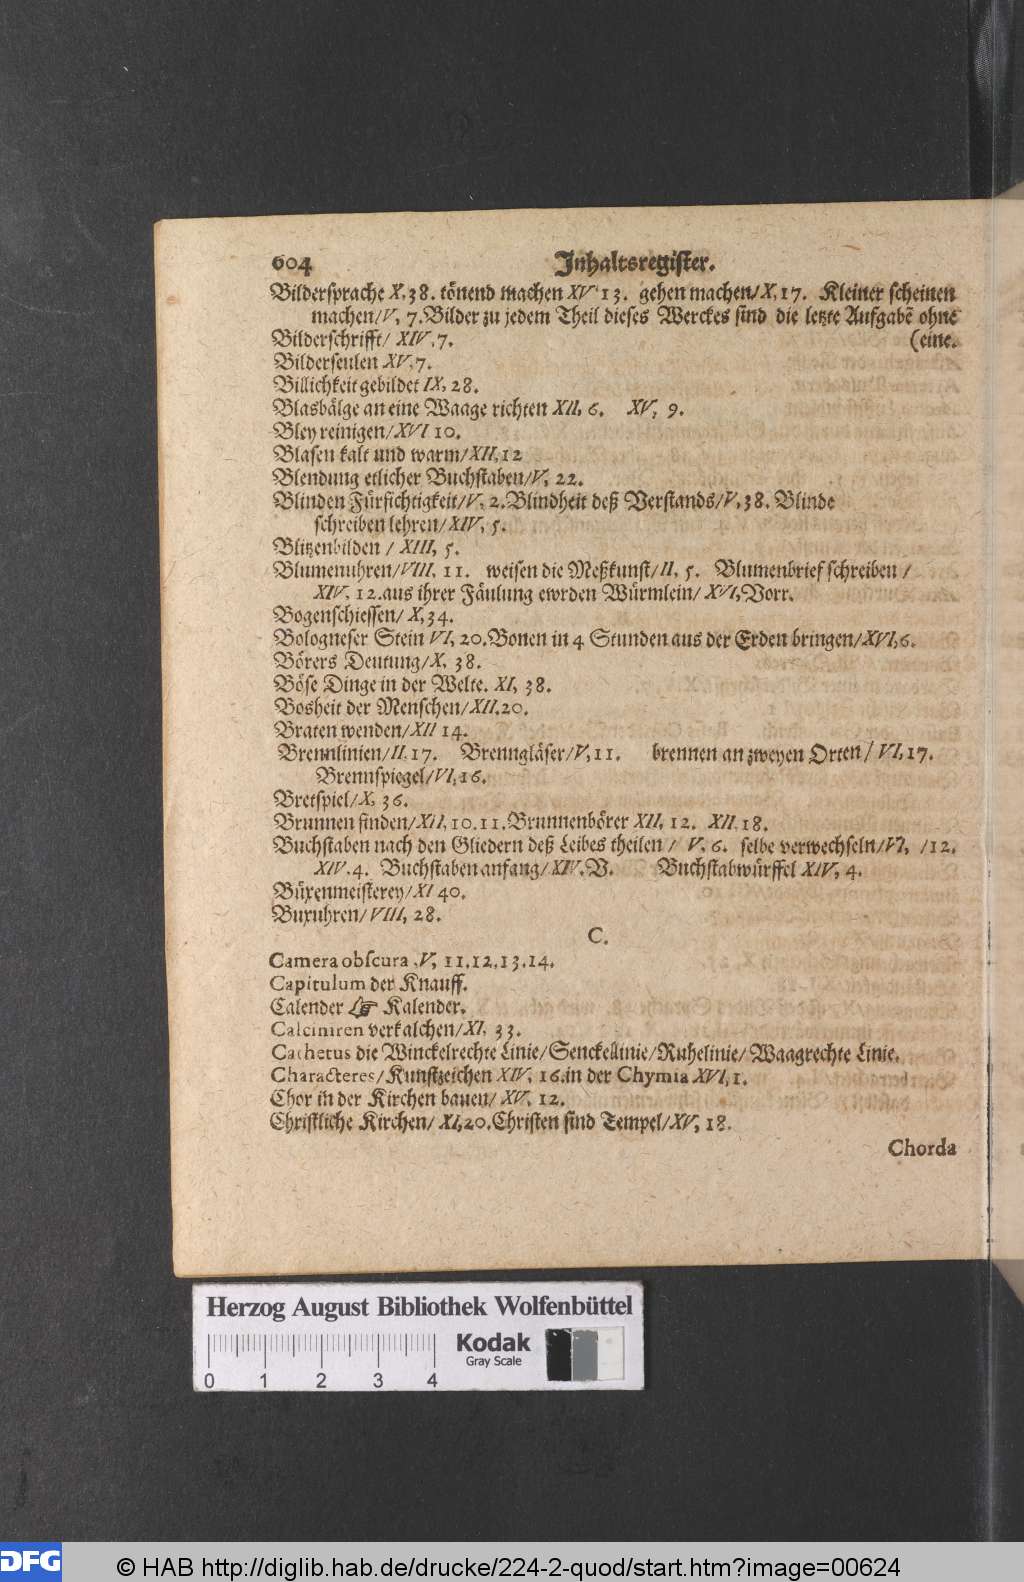 604 Inhaltsregister.
Bildersprache X. 38. tönend machen XV 13. gehen machen/X, 17. Kleiner scheinen
machen/V, 7. Bilder zu jedem Theil dieses Werckes sind die letzte Aufgabē ohne
Bilderschrifft/ XIV, 7. (eine.
Bilderseulen XV, 7.
Billichkeit gebildet IX, 28.
Blasbälge an eine Waage richten XII, 6. XV, 9.
Bley reinigen/XVI 10.
Blasen kalt und warm/XII, 12
Blendung etlicher Buchstaben/V, 22.
Blinden Fürsichtigkeit/V, 2. Blindheit deß Verstands/V. 38. Blinde
schreiben lehren/XIV, 5.
Blitzen bilden / XIII, 5.
Blumenuhren/VIII, 11. weisen die Meßkunst/II, 5. Blumenbrief schreiben /
XIV, 12. aus ihrer Fäulung ewrden Würmlein/ XVI, Vorr.
Bogenschiessen/ X, 34.
Bologneser Stein VI, 20. Bonen in 4 Stunden aus der Erden bringen/XVI, 6.
Börers Deutung/X, 38.
Böse Dinge in der Welte. XI, 38.
Bosheit der Menschen/XII. 20.
Braten wenden/XII 14.
Brennlinien/II. 17. Brenngläser/V, 11. brennen an zweyen Orten/ VI, 17.
Brennspiegel/VI, 16.
Bretspiel/X, 36.
Brunnen finden/XII, 10. 11. Brunnenbörer XII, 12. XII, 18.
Buchstaben nach den Gliedern deß Leibes theilen / V. 6. selbe verwechseln/VI, /12.
XIV. 4. Buchstaben anfang/XIV. V. Buchstabwürffel XIV, 4.
Büxenmeisterey/XI 40.
Buxuhren/VIII, 28.
C.
Camera obscura .V, 11. 12. 13. 14.
Capitulum der Knauff.
Calender ☞ Kalender.
Calciniren verkalchen/XI, 33.
Cathetus die Winckelrechte Linie/Senckellinie/Ruhelinie/ Waagrechte Linie.
Characteres/Kunstzeichen XIV, 16. in der Chymia XVI, 1.
Chor in der Kirchen bauen/ XV, 12.
Christliche Kirchen/ XI, 20. Christen sind Tempel/XV, 18.
Chorda
Herzog August Bibliothek Wolfenbüttel
Kodak
Gray Scale
0 1 2 3 4
DFG © HAB http://diglib.hab.de/drucke/224-2-quod/start.htm?image=00624